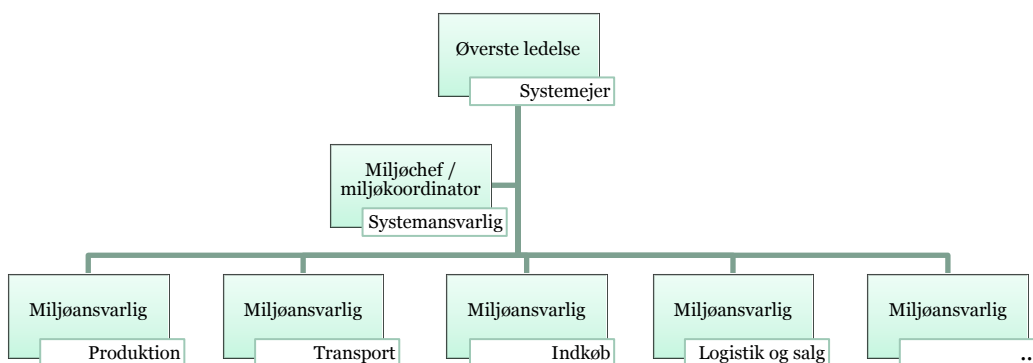 Øverste ledelse
Systemejer
Miljøchef /
miljøkoordinator
Systemansvarlig
Miljøansvarlig
Produktion
Miljøansvarlig
Transport
Miljøansvarlig
Indkøb
Miljøansvarlig
Logistik og salg
Miljøansvarlig
...